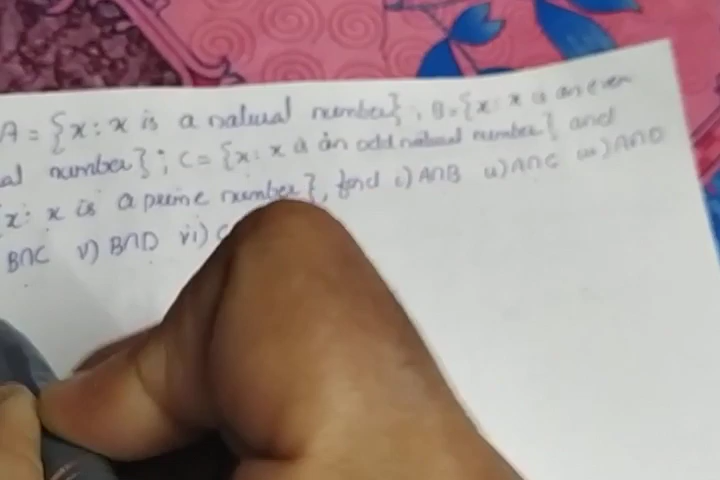 A = {x : x is a natural number} ; B = {x : x is an even
al number} ; C = {x : x is an odd natural number} and
x : x is a prime number}, find i) A∩B ii) A∩C iii) A∩D
B∩C v) B∩D vi) C